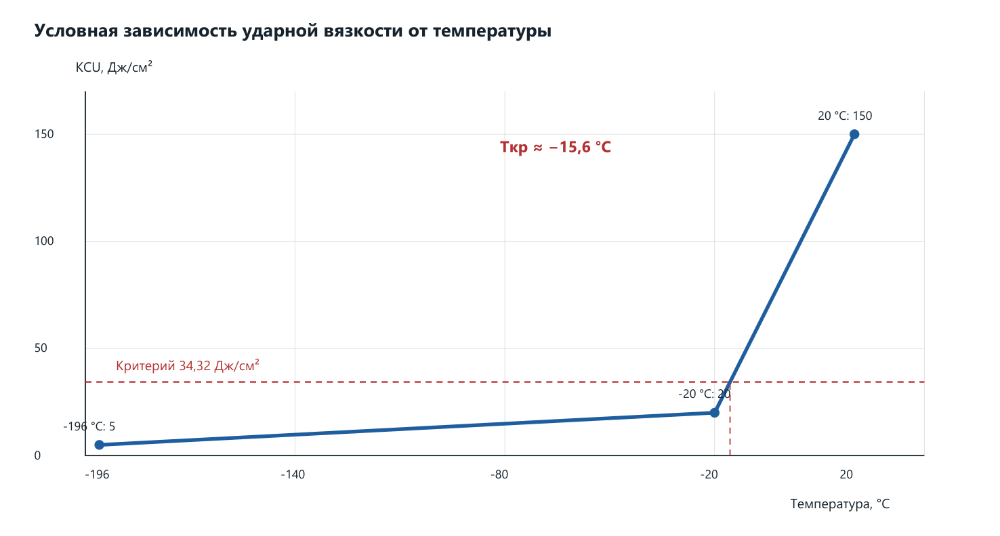 Условная зависимость ударной вязкости от температуры
KCU, Дж/см²
20 °C: 150
150
Tкр ≈ −15,6 °C
100
50
Критерий 34,32 Дж/см²
-20 °C: 20
-196 °C: 5
0
-196 -140 -80 -20 20
Температура, °C